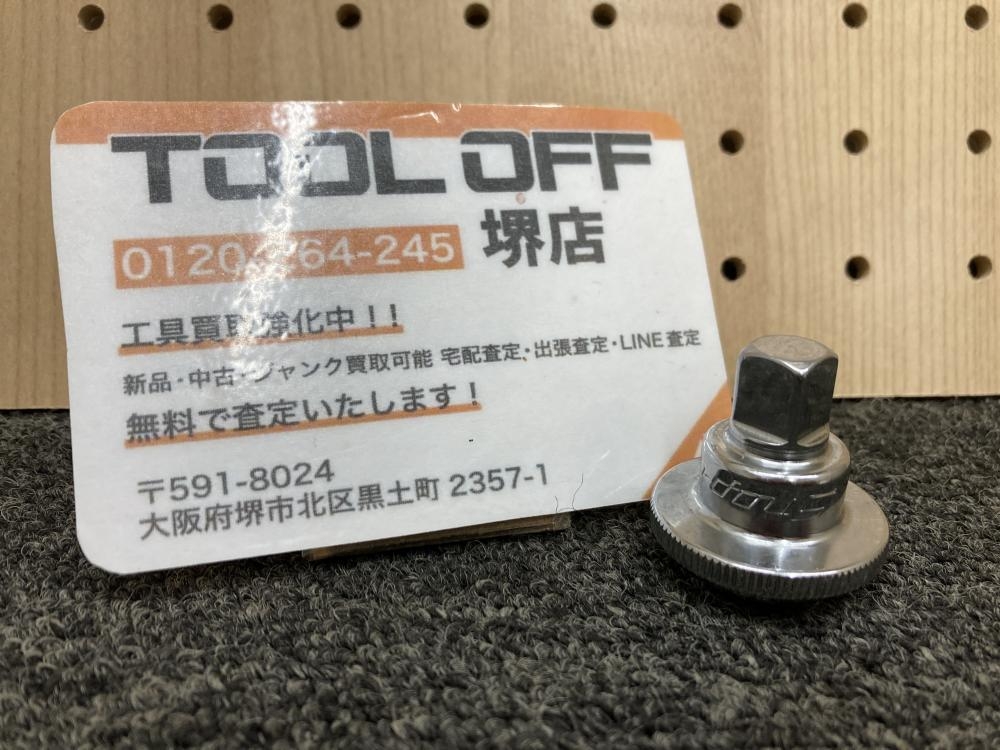 TOOL OFF
0120-264-245
堺店
工具買取強化中!!
新品・中古・ジャンク買取可能 宅配査定・出張査定・LINE査定
無料で査定いたします!
〒591-8024
大阪府堺市北区黒土町 2357-1